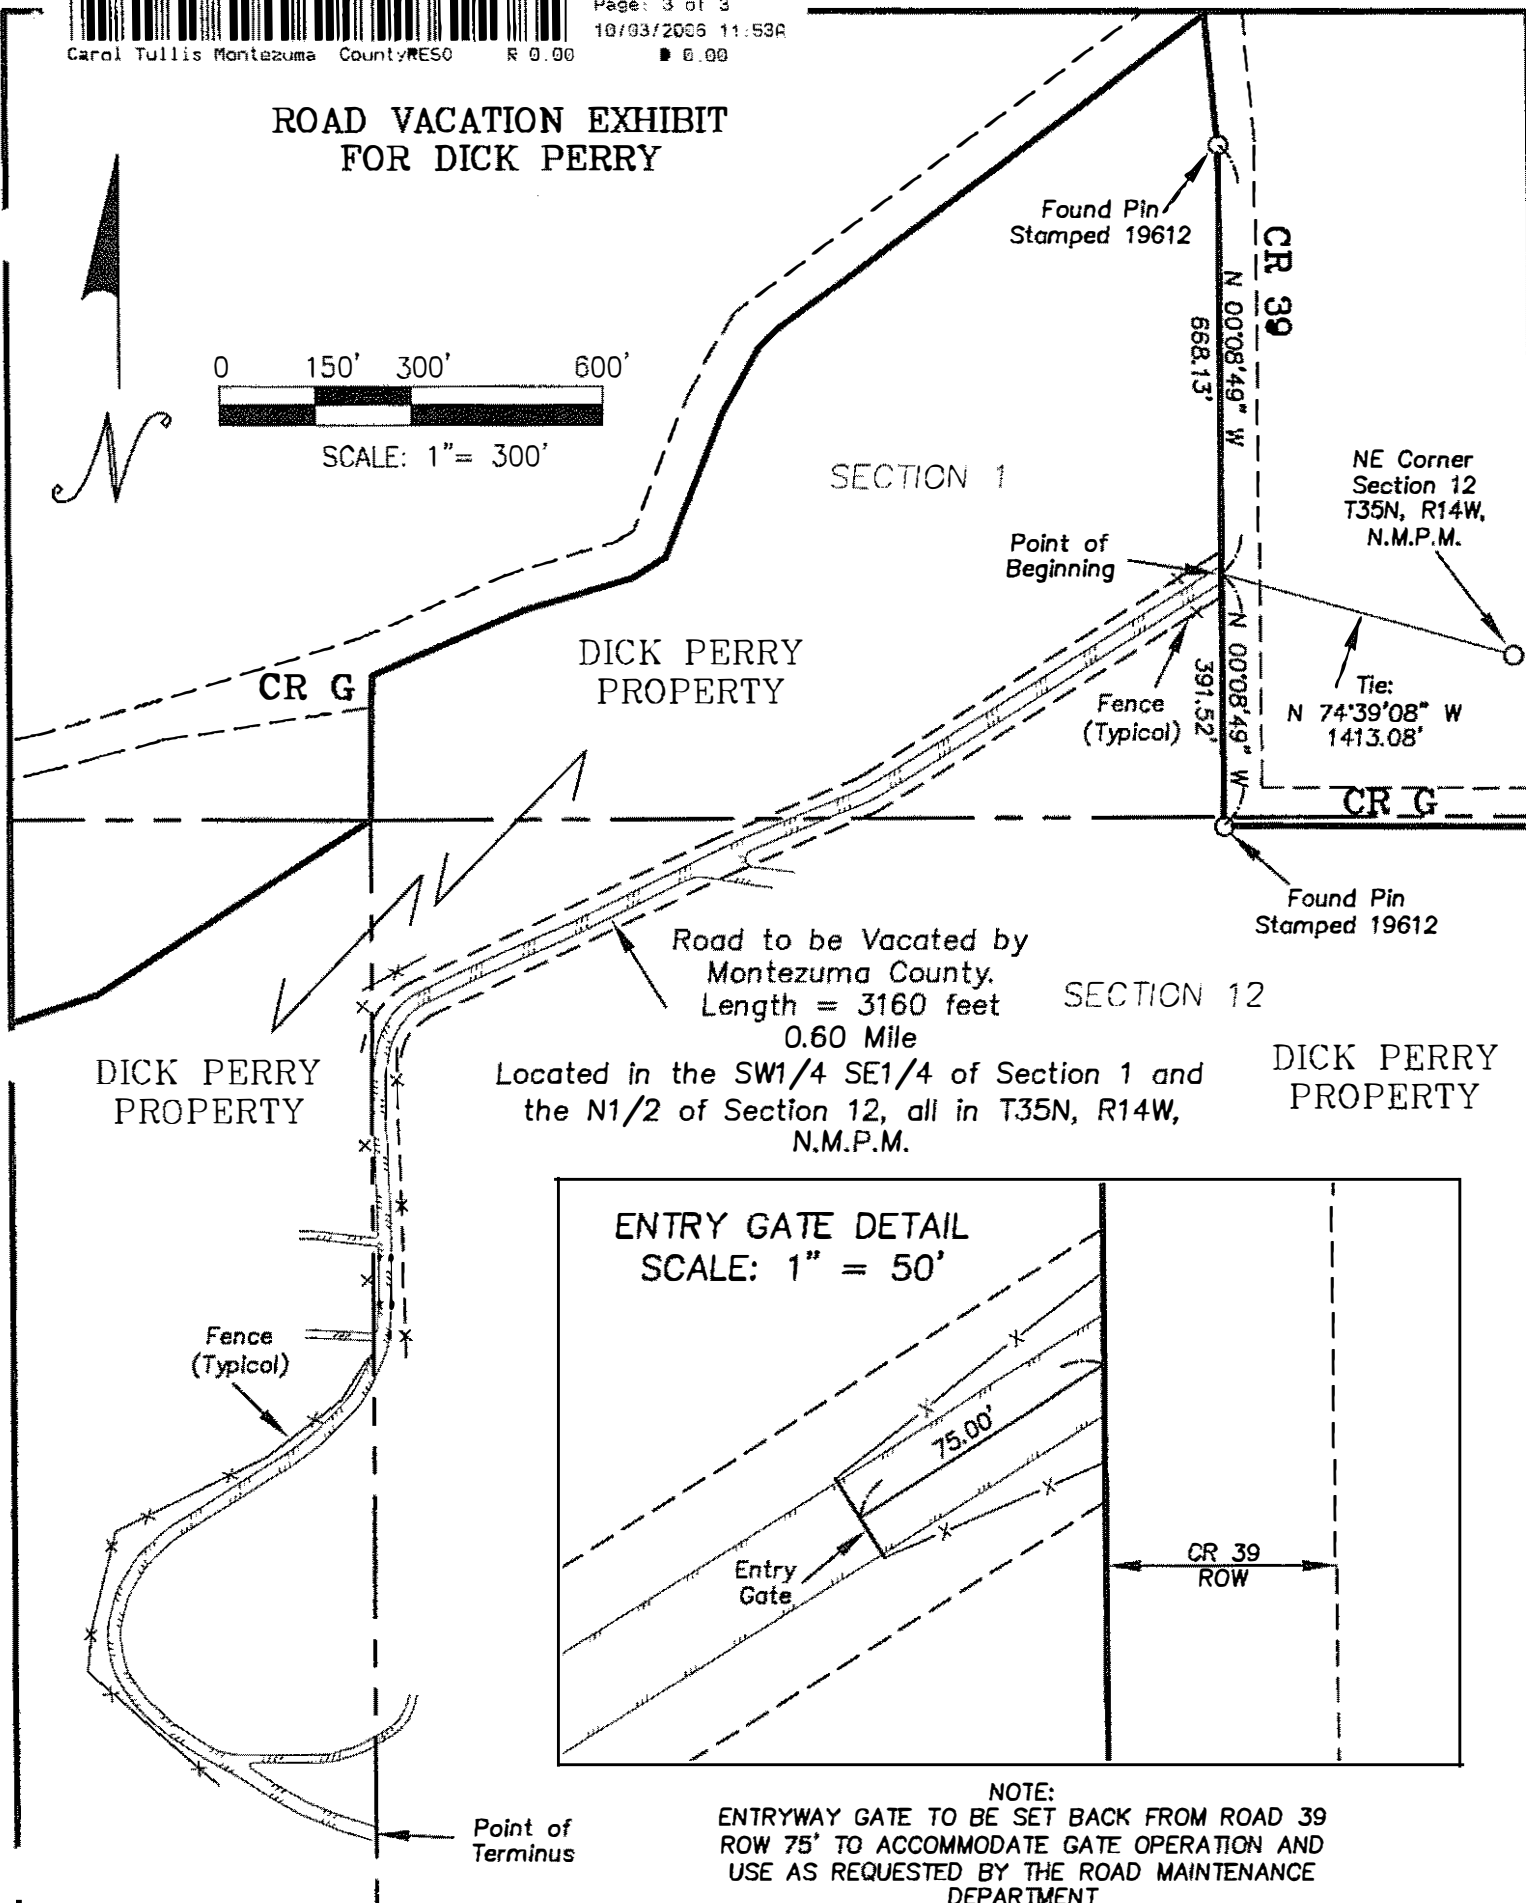 Page: 3 of 3
10/03/2006 11:53A
Carol Tullis Montezuma CountyRESO R 0.00 D 0.00
ROAD VACATION EXHIBIT
FOR DICK PERRY
0 150' 300' 600'
SCALE: 1"= 300'
N
Found Pin
Stamped 19612
CR 39
N 00°08'49" W
668.13'
SECTION 1
NE Corner
Section 12
T35N, R14W,
N.M.P.M.
Point of
Beginning
DICK PERRY
PROPERTY
CR G
Fence
(Typical)
N 00°08'49" W
391.52'
Tie:
N 74°39'08" W
1413.08'
CR G
Found Pin
Stamped 19612
Road to be Vacated by
Montezuma County.
Length = 3160 feet
0.60 Mile
Located in the SW1/4 SE1/4 of Section 1 and
the N1/2 of Section 12, all in T35N, R14W,
N.M.P.M.
SECTION 12
DICK PERRY
PROPERTY
DICK PERRY
PROPERTY
Fence
(Typical)
ENTRY GATE DETAIL
SCALE: 1" = 50'
75.00'
Entry
Gate
CR 39
ROW
Point of
Terminus
NOTE:
ENTRYWAY GATE TO BE SET BACK FROM ROAD 39
ROW 75' TO ACCOMMODATE GATE OPERATION AND
USE AS REQUESTED BY THE ROAD MAINTENANCE
DEPARTMENT